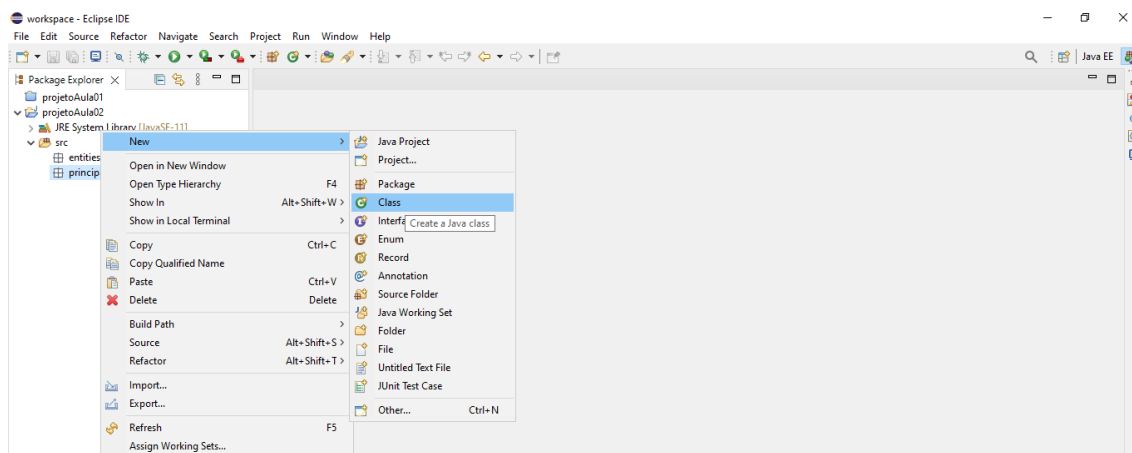 workspace - Eclipse IDE
File Edit Source Refactor Navigate Search Project Run Window Help
Java EE
Package Explorer
projetoAula01
projetoAula02
JRE System Library [JavaSE-11]
src
entities
princip
New
Open in New Window
Open Type Hierarchy F4
Show In Alt+Shift+W >
Show in Local Terminal >
Copy Ctrl+C
Copy Qualified Name
Paste Ctrl+V
Delete Delete
Build Path >
Source Alt+Shift+S >
Refactor Alt+Shift+T >
Import...
Export...
Refresh F5
Assign Working Sets...
Java Project
Project...
Package
Class
Interfa
Create a Java class
Enum
Record
Annotation
Source Folder
Java Working Set
Folder
File
Untitled Text File
JUnit Test Case
Other... Ctrl+N